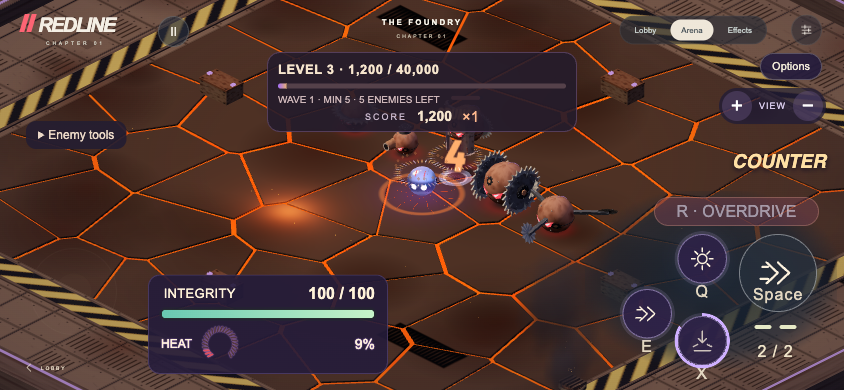 REDLINE
CHAPTER 01
THE FOUNDRY
CHAPTER 01
Lobby
Arena
Effects
LEVEL 3 · 1,200 / 40,000
WAVE 1 · MIN 5 · 5 ENEMIES LEFT
SCORE 1,200 ×1
Options
+ VIEW −
Enemy tools
4
COUNTER
R · OVERDRIVE
Q
Space
E
2 / 2
X
INTEGRITY 100 / 100
HEAT 9%
LOBBY